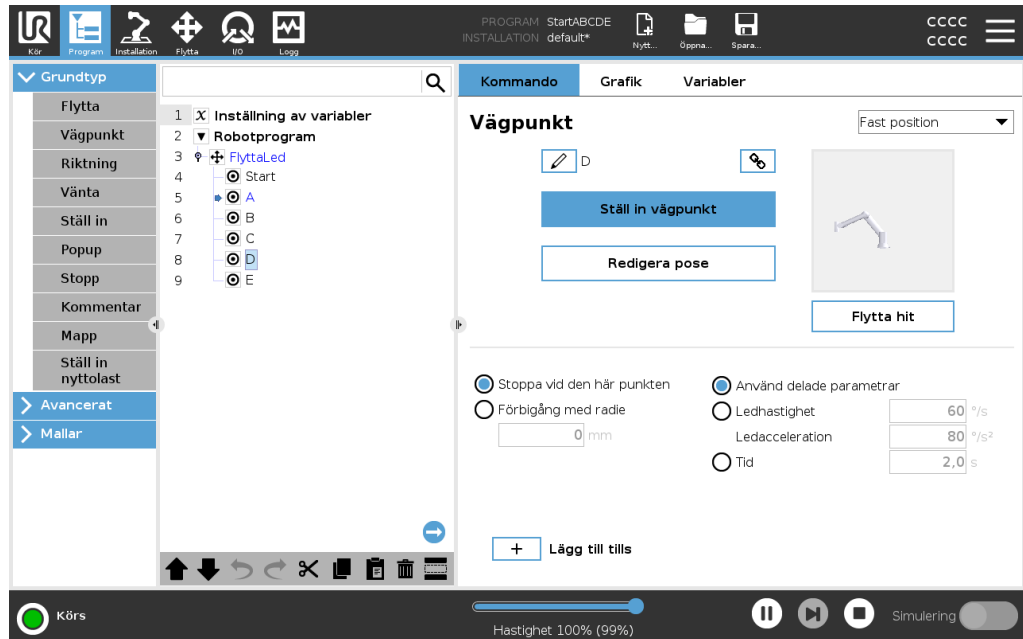 UR
PROGRAM StartABCDE
INSTALLATION default*
Kör
Program
Installation
Flytta
I/O
Logg
Nytt...
Öppna...
Spara...
CCCC
CCCC
Grundtyp
Flytta
Vägpunkt
Riktning
Vänta
Ställ in
Popup
Stopp
Kommentar
Mapp
Ställ in
nyttolast
Avancerat
Mallar
1 X Inställning av variabler
2 Robotprogram
3 FlyttaLed
4 Start
5 A
6 B
7 C
8 D
9 E
Kommando Grafik Variabler
Vägpunkt
Fast position
D
Ställ in vägpunkt
Redigera pose
Flytta hit
Stoppa vid den här punkten
Förbigång med radie
0 mm
Använd delade parametrar
Ledhastighet 60 °/s
Ledacceleration 80 °/s²
Tid 2,0 s
+ Lägg till tills
Körs
Hastighet 100% (99%)
Simulering